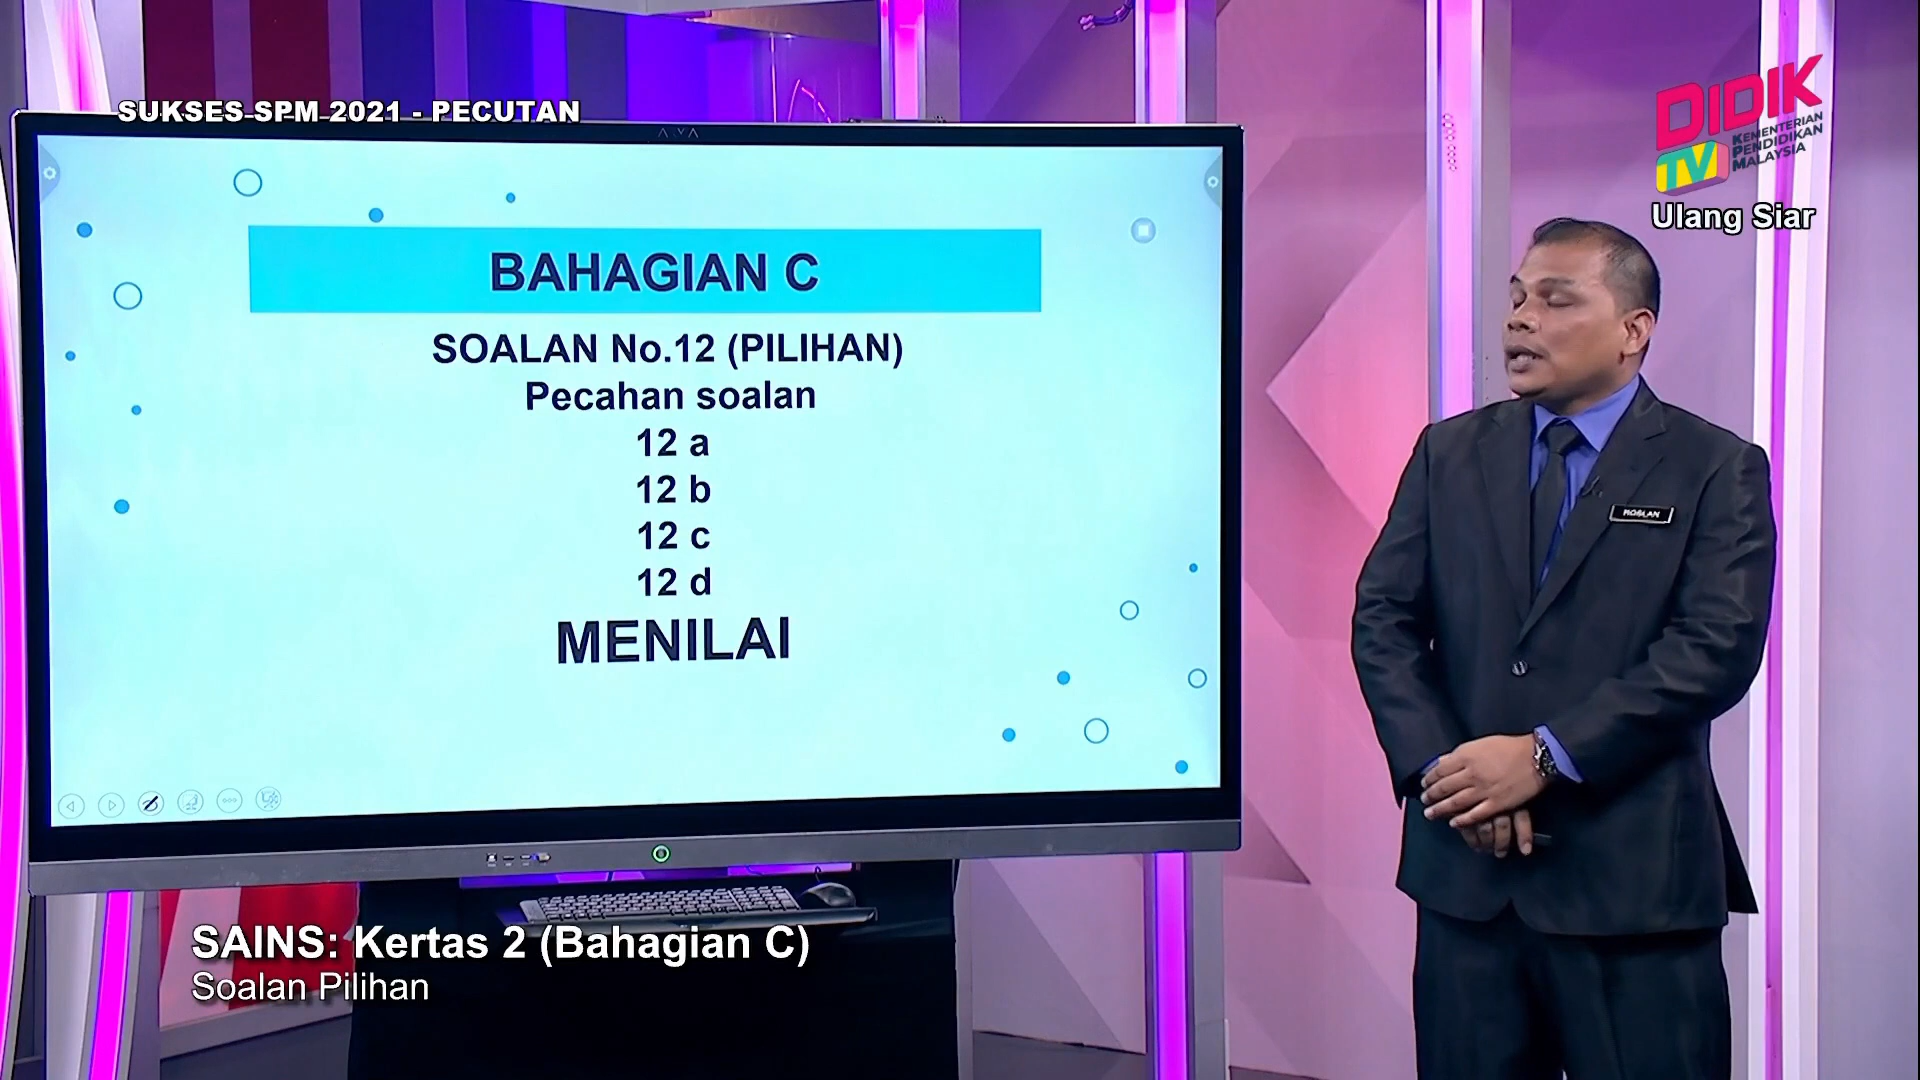 SUKSES SPM 2021 - PECUTAN
DIDIK
TV
KEMENTERIAN
PENDIDIKAN
MALAYSIA
Ulang Siar
BAHAGIAN C
SOALAN No.12 (PILIHAN)
Pecahan soalan
12 a
12 b
12 c
12 d
MENILAI
ROSLAN
SAINS: Kertas 2 (Bahagian C)
Soalan Pilihan